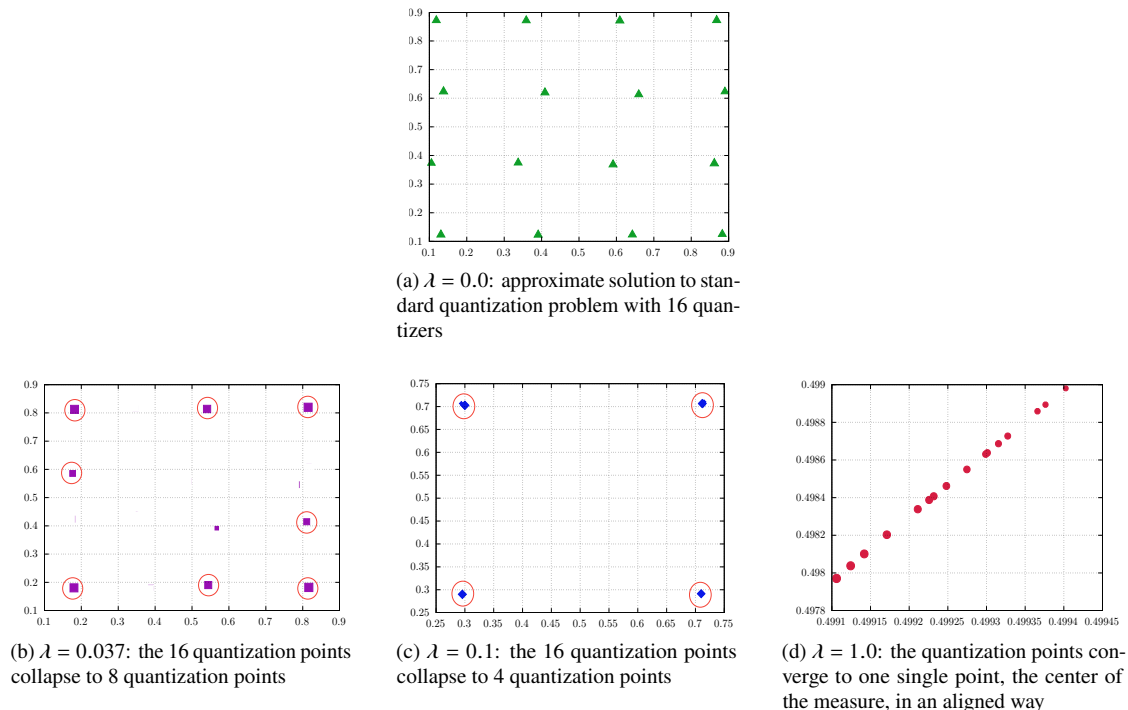 0.9
0.8
0.7
0.6
0.5
0.4
0.3
0.2
0.1
0.1 0.2 0.3 0.4 0.5 0.6 0.7 0.8 0.9
(a) λ = 0.0: approximate solution to stan-
dard quantization problem with 16 quan-
tizers
0.9
0.8
0.7
0.6
0.5
0.4
0.3
0.2
0.1
0.1 0.2 0.3 0.4 0.5 0.6 0.7 0.8 0.9
(b) λ = 0.037: the 16 quantization points
collapse to 8 quantization points
0.75
0.7
0.65
0.6
0.55
0.5
0.45
0.4
0.35
0.3
0.25
0.25 0.3 0.35 0.4 0.45 0.5 0.55 0.6 0.65 0.7 0.75
(c) λ = 0.1: the 16 quantization points
collapse to 4 quantization points
0.499
0.4988
0.4986
0.4984
0.4982
0.498
0.4978
0.4991 0.49915 0.4992 0.49925 0.4993 0.49935 0.4994 0.49945
(d) λ = 1.0: the quantization points con-
verge to one single point, the center of
the measure, in an aligned way